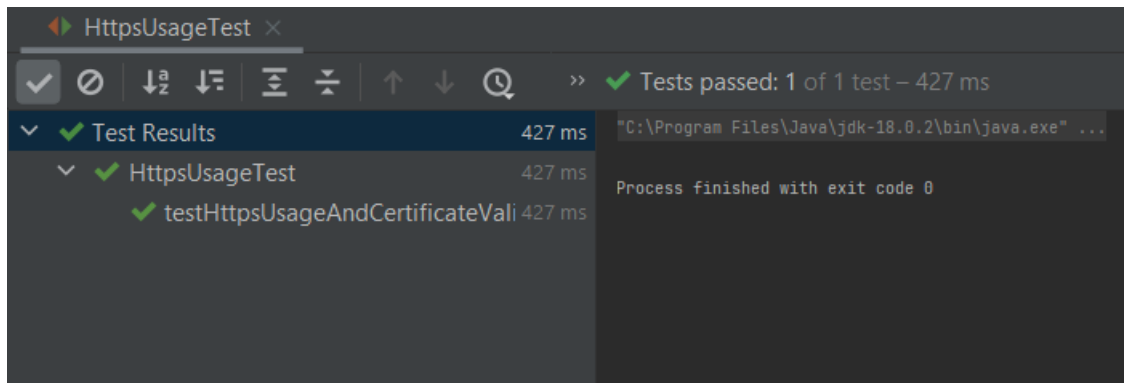 HttpsUsageTest
Tests passed: 1 of 1 test – 427 ms
Test Results 427 ms
"C:\Program Files\Java\jdk-18.0.2\bin\java.exe" ...
HttpsUsageTest 427 ms
Process finished with exit code 0
testHttpsUsageAndCertificateVali 427 ms